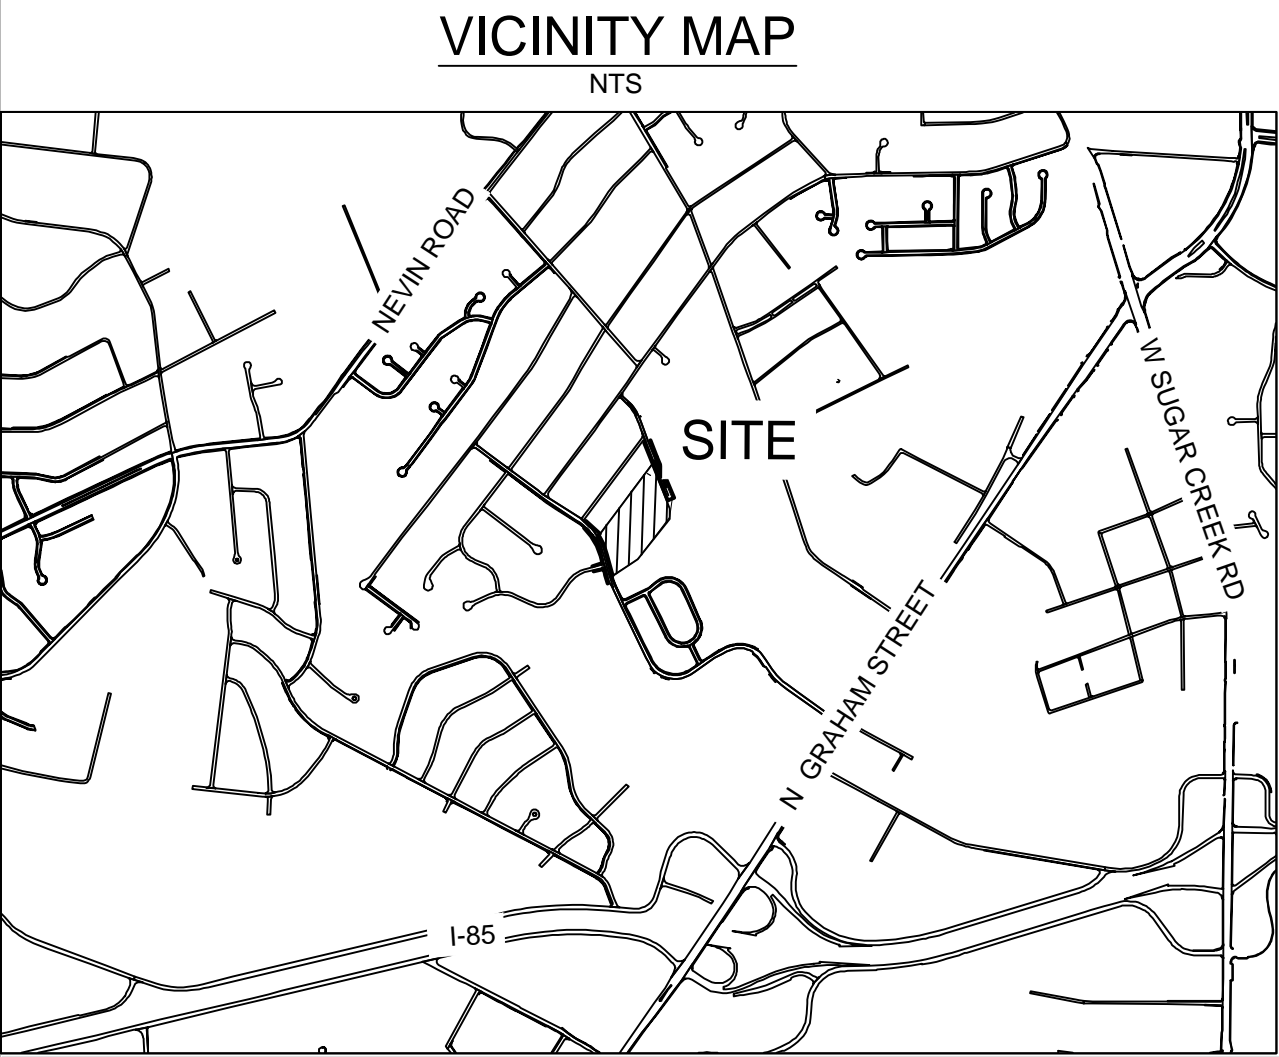 VICINITY MAP
NTS
NEVIN ROAD
W SUGAR CREEK RD
SITE
N GRAHAM STREET
I-85